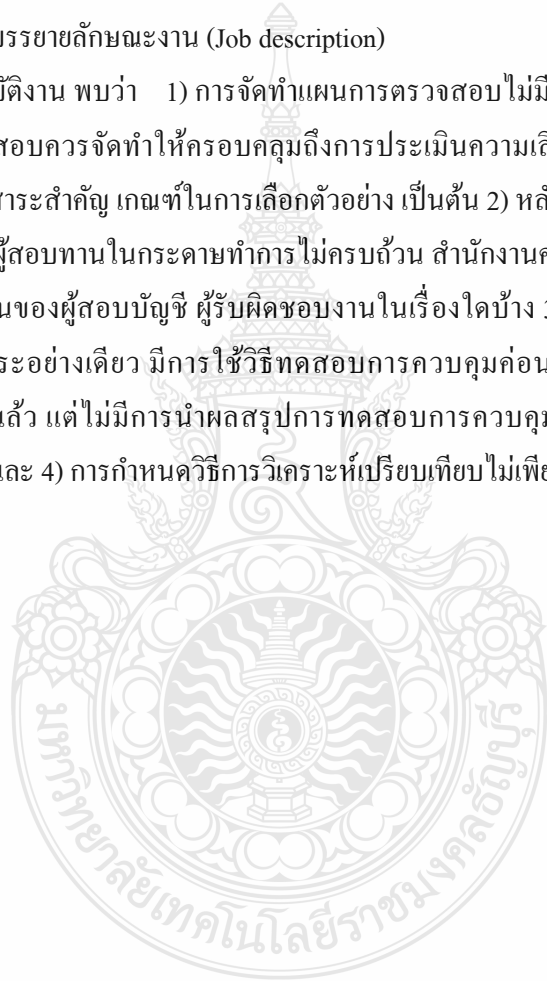 บรรยายลักษณะงาน (Job description)
บัติงาน พบว่า 1) การจัดทำแผนการตรวจสอบไม่มี
สอบควรจัดทำให้ครอบคลุมถึงการประเมินความเสี
สาระสำคัญ เกณฑ์ในการเลือกตัวอย่าง เป็นต้น 2) หลั
ผู้สอบทานในกระดาษทำการไม่ครบถ้วน สำนักงานค
นของผู้สอบบัญชี ผู้รับผิดชอบงานในเรื่องใดบ้าง 3
ระอย่างเดียว มีการใช้วิธีทดสอบการควบคุมค่อน
แล้ว แต่ไม่มีการนำผลสรุปการทดสอบการควบคุม
และ 4) การกำหนดวิธีการวิเคราะห์เปรียบเทียบไม่เพีย
มหาวิทยาลัยเทคโนโลยีราชมงคลธัญบุรี